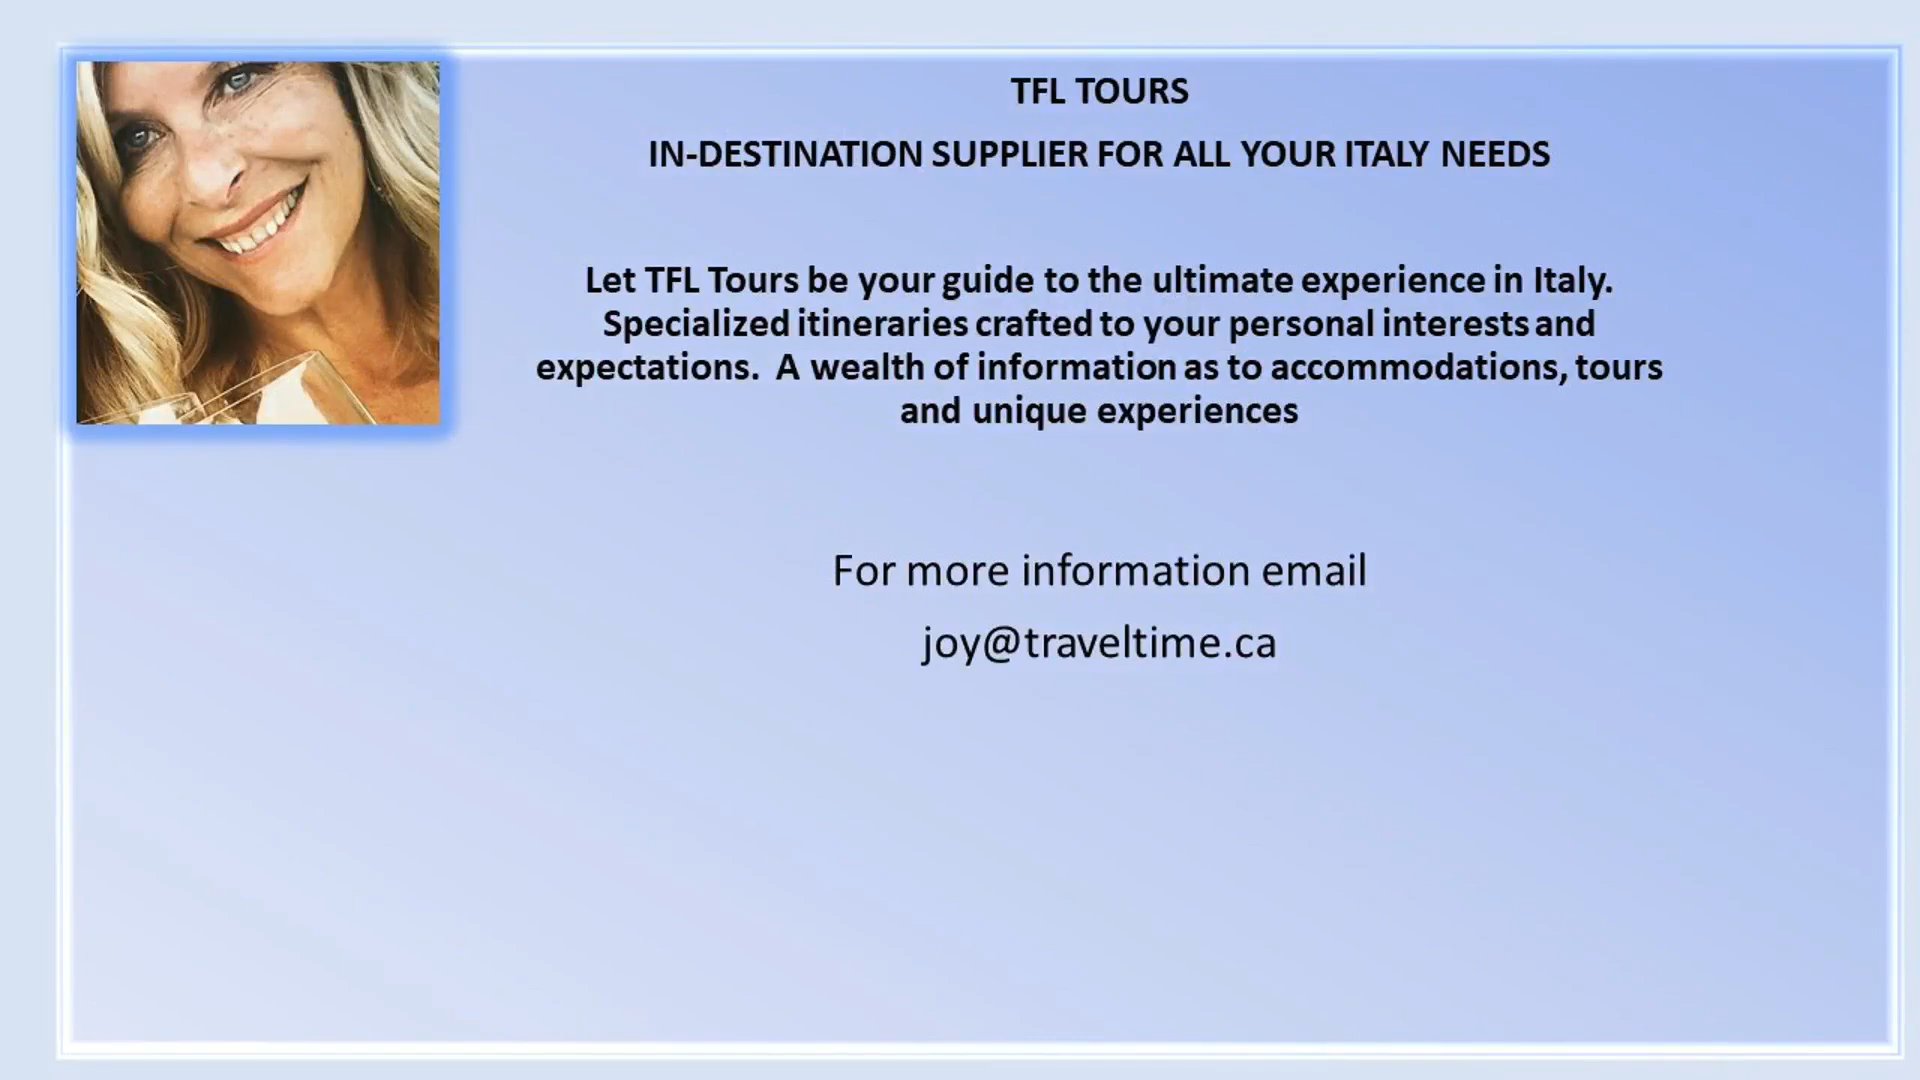 TFL TOURS
IN-DESTINATION SUPPLIER FOR ALL YOUR ITALY NEEDS
Let TFL Tours be your guide to the ultimate experience in Italy.
Specialized itineraries crafted to your personal interests and
expectations.  A wealth of information as to accommodations, tours
and unique experiences
For more information email
joy@traveltime.ca